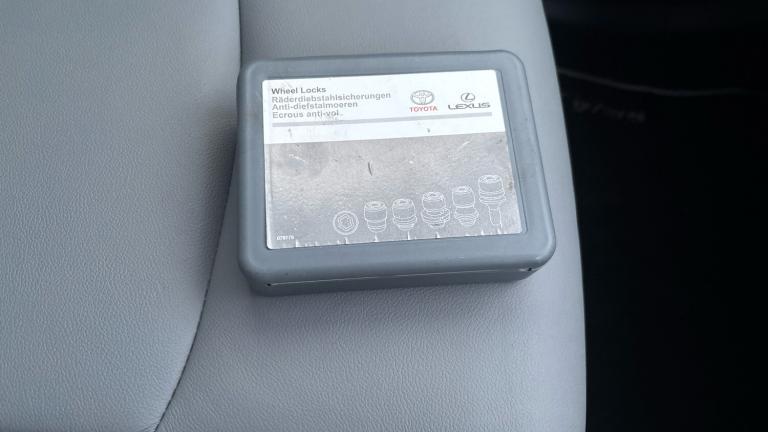 Wheel Locks
Räderdiebstahlsicherungen
Anti-diefstalmoeren
Ecrous anti-vol
TOYOTA
LEXUS